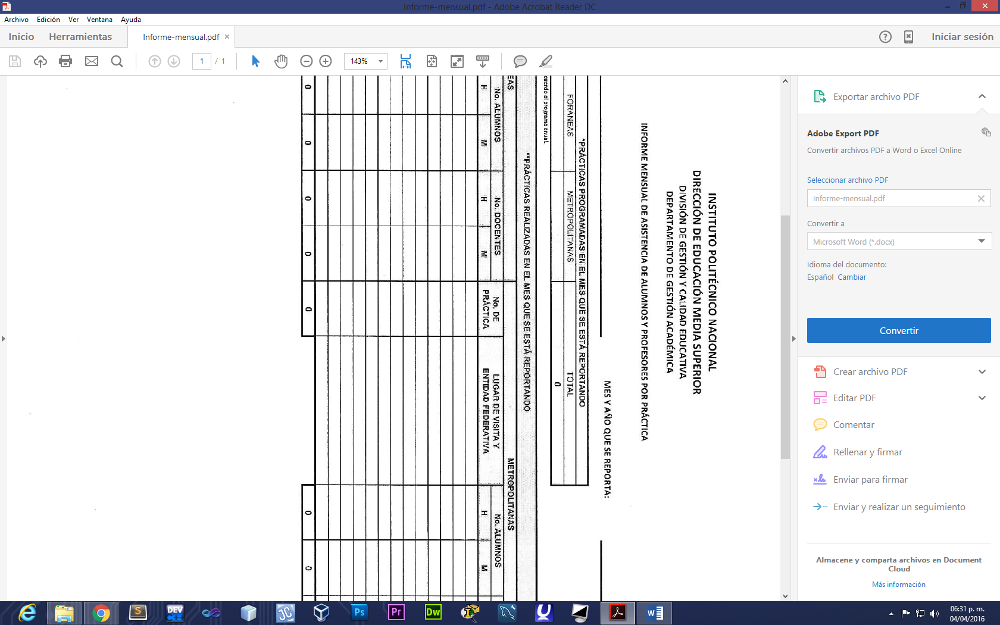 Informe-mensual.pdf - Adobe Acrobat Reader DC
Archivo Edición Ver Ventana Ayuda
Inicio Herramientas Informe-mensual.pdf × Iniciar sesión
1 / 1 143%
INSTITUTO POLITÉCNICO NACIONAL
DIRECCIÓN DE EDUCACIÓN MEDIA SUPERIOR
DIVISIÓN DE GESTIÓN Y CALIDAD EDUCATIVA
DEPARTAMENTO DE GESTIÓN ACADÉMICA
INFORME MENSUAL DE ASISTENCIA DE ALUMNOS Y PROFESORES POR PRÁCTICA
MES Y AÑO QUE SE REPORTA:
*PRÁCTICAS PROGRAMADAS EN EL MES QUE SE ESTÁ REPORTANDO
FORÁNEAS METROPOLITANAS TOTAL
0
cuerdo al programa anual.
**PRÁCTICAS REALIZADAS EN EL MES QUE SE ESTÁ REPORTANDO
EAS METROPOLITANAS
No. ALUMNOS No. DOCENTES No. DE PRÁCTICA LUGAR DE VISITA Y ENTIDAD FEDERATIVA No. ALUMNOS
H M H M H M
0 0 0 0 0 0 0
Exportar archivo PDF
Adobe Export PDF
Convertir archivos PDF a Word o Excel Online
Seleccionar archivo PDF
Informe-mensual.pdf
Convertir a
Microsoft Word (*.docx)
Idioma del documento:
Español Cambiar
Convertir
Crear archivo PDF
Editar PDF
Comentar
Rellenar y firmar
Enviar para firmar
Enviar y realizar un seguimiento
Almacene y comparta archivos en Document
Cloud
Más información
S DEV C++ JC Ps Pr Dw W
06:31 p. m.
04/04/2016